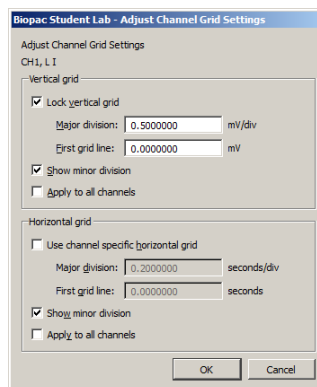 Biopac Student Lab - Adjust Channel Grid Settings
Adjust Channel Grid Settings
CH1, L I
Vertical grid
Lock vertical grid
Major division: 0.5000000 mV/div
First grid line: 0.0000000 mV
Show minor division
Apply to all channels
Horizontal grid
Use channel specific horizontal grid
Major division: 0.2000000 seconds/div
First grid line: 0.0000000 seconds
Show minor division
Apply to all channels
OK Cancel